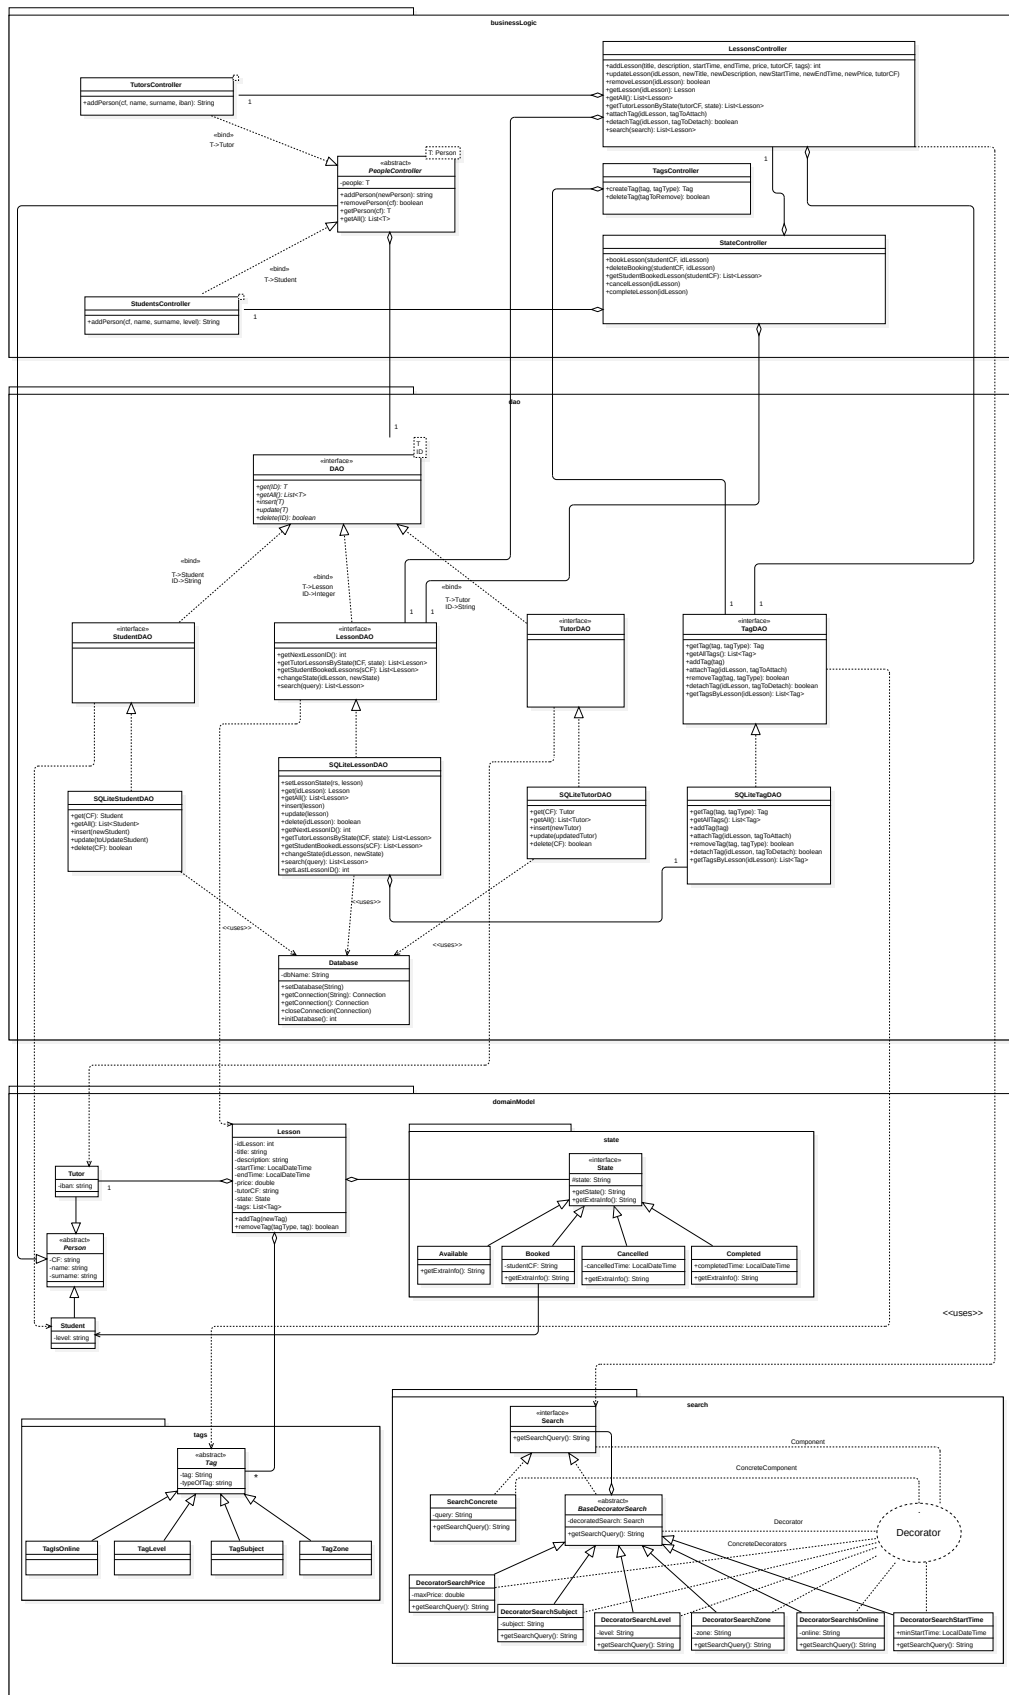 businessLogic
LessonsController
+addLesson(title, description, startTime, endTime, price, tutorCF, tags): int
+updateLesson(idLesson, newTitle, newDescription, newStartTime, newEndTime, newPrice, tutorCF)
+removeLesson(idLesson): boolean
+getLesson(idLesson): Lesson
+getAll(): List<Lesson>
+getTutorLessonByState(tutorCF, state): List<Lesson>
+attachTag(idLesson, tagToAttach)
+detachTag(idLesson, tagToDetach): boolean
+search(search): List<Lesson>
TutorsController
+addPerson(cf, name, surname, iban): String
1
«bind»
T->Tutor
T: Person
«abstract»
PeopleController
-people: T
+addPerson(newPerson): string
+removePerson(cf): boolean
+getPerson(cf): T
+getAll(): List<T>
1
TagsController
+createTag(tag, tagType): Tag
+deleteTag(tagToRemove): boolean
StateController
+bookLesson(studentCF, idLesson)
+deleteBooking(studentCF, idLesson)
+getStudentBookedLesson(studentCF): List<Lesson>
+cancelLesson(idLesson)
+completeLesson(idLesson)
«bind»
T->Student
StudentsController
+addPerson(cf, name, surname, level): String
1
dao
1
T
ID
«interface»
DAO
+get(ID): T
+getAll(): List<T>
+insert(T)
+update(T)
+delete(ID): boolean
«bind»
T->Student
ID->String
«bind»
T->Lesson
ID->Integer
«bind»
T->Tutor
ID->String
1
1
1
1
«interface»
StudentDAO
«interface»
LessonDAO
+getNextLessonID(): int
+getTutorLessonsByState(tCF, state): List<Lesson>
+getStudentBookedLessons(sCF): List<Lesson>
+changeState(idLesson, newState)
+search(query): List<Lesson>
«interface»
TutorDAO
«interface»
TagDAO
+getTag(tag, tagType): Tag
+getAllTags(): List<Tag>
+addTag(tag)
+attachTag(idLesson, tagToAttach)
+removeTag(tag, tagType): boolean
+detachTag(idLesson, tagToDetach): boolean
+getTagsByLesson(idLesson): List<Tag>
SQLiteStudentDAO
+get(CF): Student
+getAll(): List<Student>
+insert(newStudent)
+update(toUpdateStudent)
+delete(CF): boolean
SQLiteLessonDAO
+setLessonState(rs, lesson)
+get(idLesson): Lesson
+getAll(): List<Lesson>
+insert(lesson)
+update(lesson)
+delete(idLesson): boolean
+getNextLessonID(): int
+getTutorLessonsByState(tCF, state): List<Lesson>
+getStudentBookedLessons(sCF): List<Lesson>
+changeState(idLesson, newState)
+search(query): List<Lesson>
+getLastLessonID(): int
SQLiteTutorDAO
+get(CF): Tutor
+getAll(): List<Tutor>
+insert(newTutor)
+update(updatedTutor)
+delete(CF): boolean
SQLiteTagDAO
+getTag(tag, tagType): Tag
+getAllTags(): List<Tag>
+addTag(tag)
+attachTag(idLesson, tagToAttach)
+removeTag(tag, tagType): boolean
+detachTag(idLesson, tagToDetach): boolean
+getTagsByLesson(idLesson): List<Tag>
1
<<uses>>
<<uses>>
<<uses>>
Database
-dbName: String
+setDatabase(String)
+getConnection(String): Connection
+getConnection(): Connection
+closeConnection(Connection)
+initDatabase(): int
domainModel
Lesson
-idLesson: int
-title: string
-description: string
-startTime: LocalDateTime
-endTime: LocalDateTime
-price: double
-tutorCF: string
-state: State
-tags: List<Tag>
+addTag(newTag)
+removeTag(tagType, tag): boolean
Tutor
-iban: string
1
«abstract»
Person
-CF: string
-name: string
-surname: string
Student
-level: string
state
«interface»
State
#state: String
+getState(): String
+getExtraInfo(): String
Available
+getExtraInfo(): String
Booked
-studentCF: String
+getExtraInfo(): String
Cancelled
-cancelledTime: LocalDateTime
+getExtraInfo(): String
Completed
+completedTime: LocalDateTime
+getExtraInfo(): String
<<uses>>
tags
«abstract»
Tag
-tag: String
-typeOfTag: string
*
TagIsOnline
TagLevel
TagSubject
TagZone
search
«interface»
Search
+getSearchQuery(): String
Component
ConcreteComponent
Decorator
ConcreteDecorators
Decorator
SearchConcrete
-query: String
+getSearchQuery(): String
«abstract»
BaseDecoratorSearch
-decoratedSearch: Search
+getSearchQuery(): String
DecoratorSearchPrice
-maxPrice: double
+getSearchQuery(): String
DecoratorSearchSubject
-subject: String
+getSearchQuery(): String
DecoratorSearchLevel
-level: String
+getSearchQuery(): String
DecoratorSearchZone
-zone: String
+getSearchQuery(): String
DecoratorSearchIsOnline
-online: String
+getSearchQuery(): String
DecoratorSearchStartTime
+minStartTime: LocalDateTime
+getSearchQuery(): String